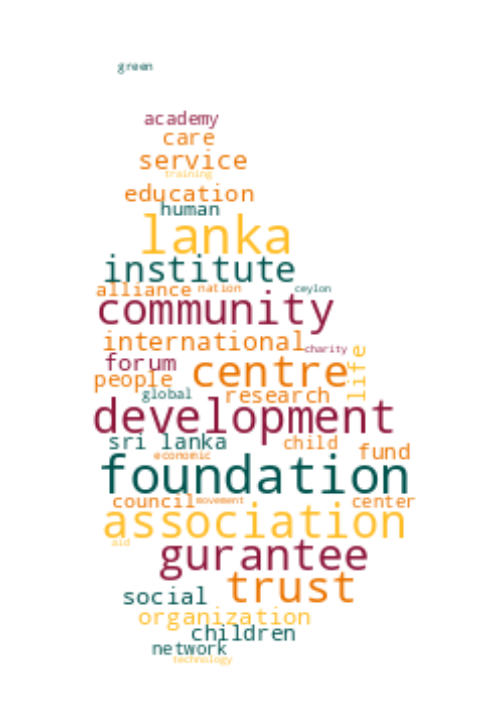 green
academy
care
service
training
education
human
lanka
institute
alliance nation ceylon
community
international charity
forum centre life
people
global research
development
sri lanka child fund
economic
foundation
council movement center
association
aid
gurantee
trust
social
organization
children
network
technology